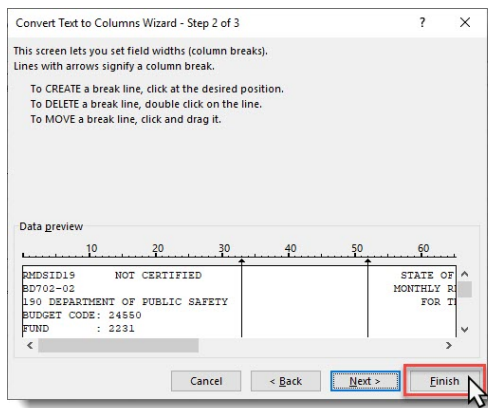 Convert Text to Columns Wizard - Step 2 of 3 ?
This screen lets you set field widths (column breaks).
Lines with arrows signify a column break.
To CREATE a break line, click at the desired position.
To DELETE a break line, double click on the line.
To MOVE a break line, click and drag it.
Data preview
10 20 30 40 50 60
RMDSID19 NOT CERTIFIED STATE OF
BD702-02 MONTHLY
190 DEPARTMENT OF PUBLIC SAFETY FOR
BUDGET CODE: 24550
FUND : 2231
Cancel < Back Next > Finish